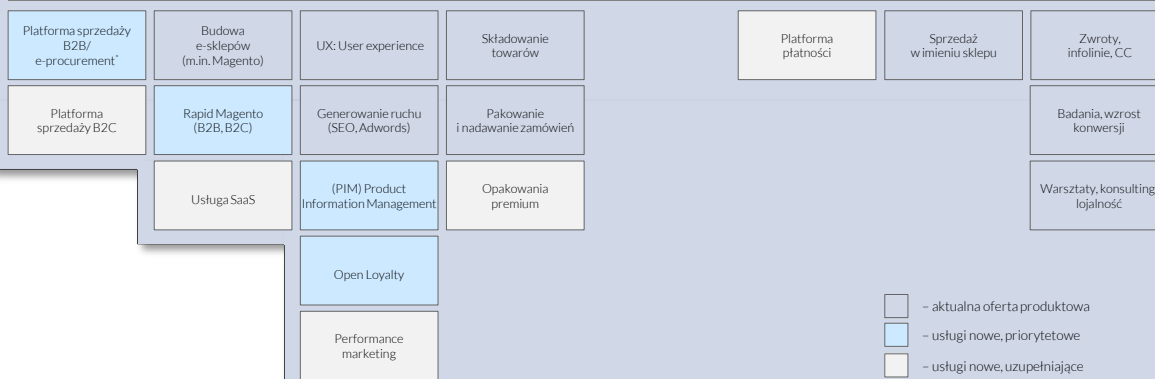 Platforma sprzedaży
B2B/
e-procurement*
Budowa
e-sklepów
(m.in. Magento)
UX: User experience
Składowanie
towarów
Platforma
płatności
Sprzedaż
w imieniu sklepu
Zwroty,
infolinie, CC
Platforma
sprzedaży B2C
Rapid Magento
(B2B, B2C)
Generowanie ruchu
(SEO, Adwords)
Pakowanie
i nadawanie zamówień
Badania, wzrost
konwersji
Usługa SaaS
(PIM) Product
Information Management
Opakowania
premium
Warsztaty, konsulting
lojalność
Open Loyalty
Performance
marketing
– aktualna oferta produktowa
– usługi nowe, priorytetowe
– usługi nowe, uzupełniające